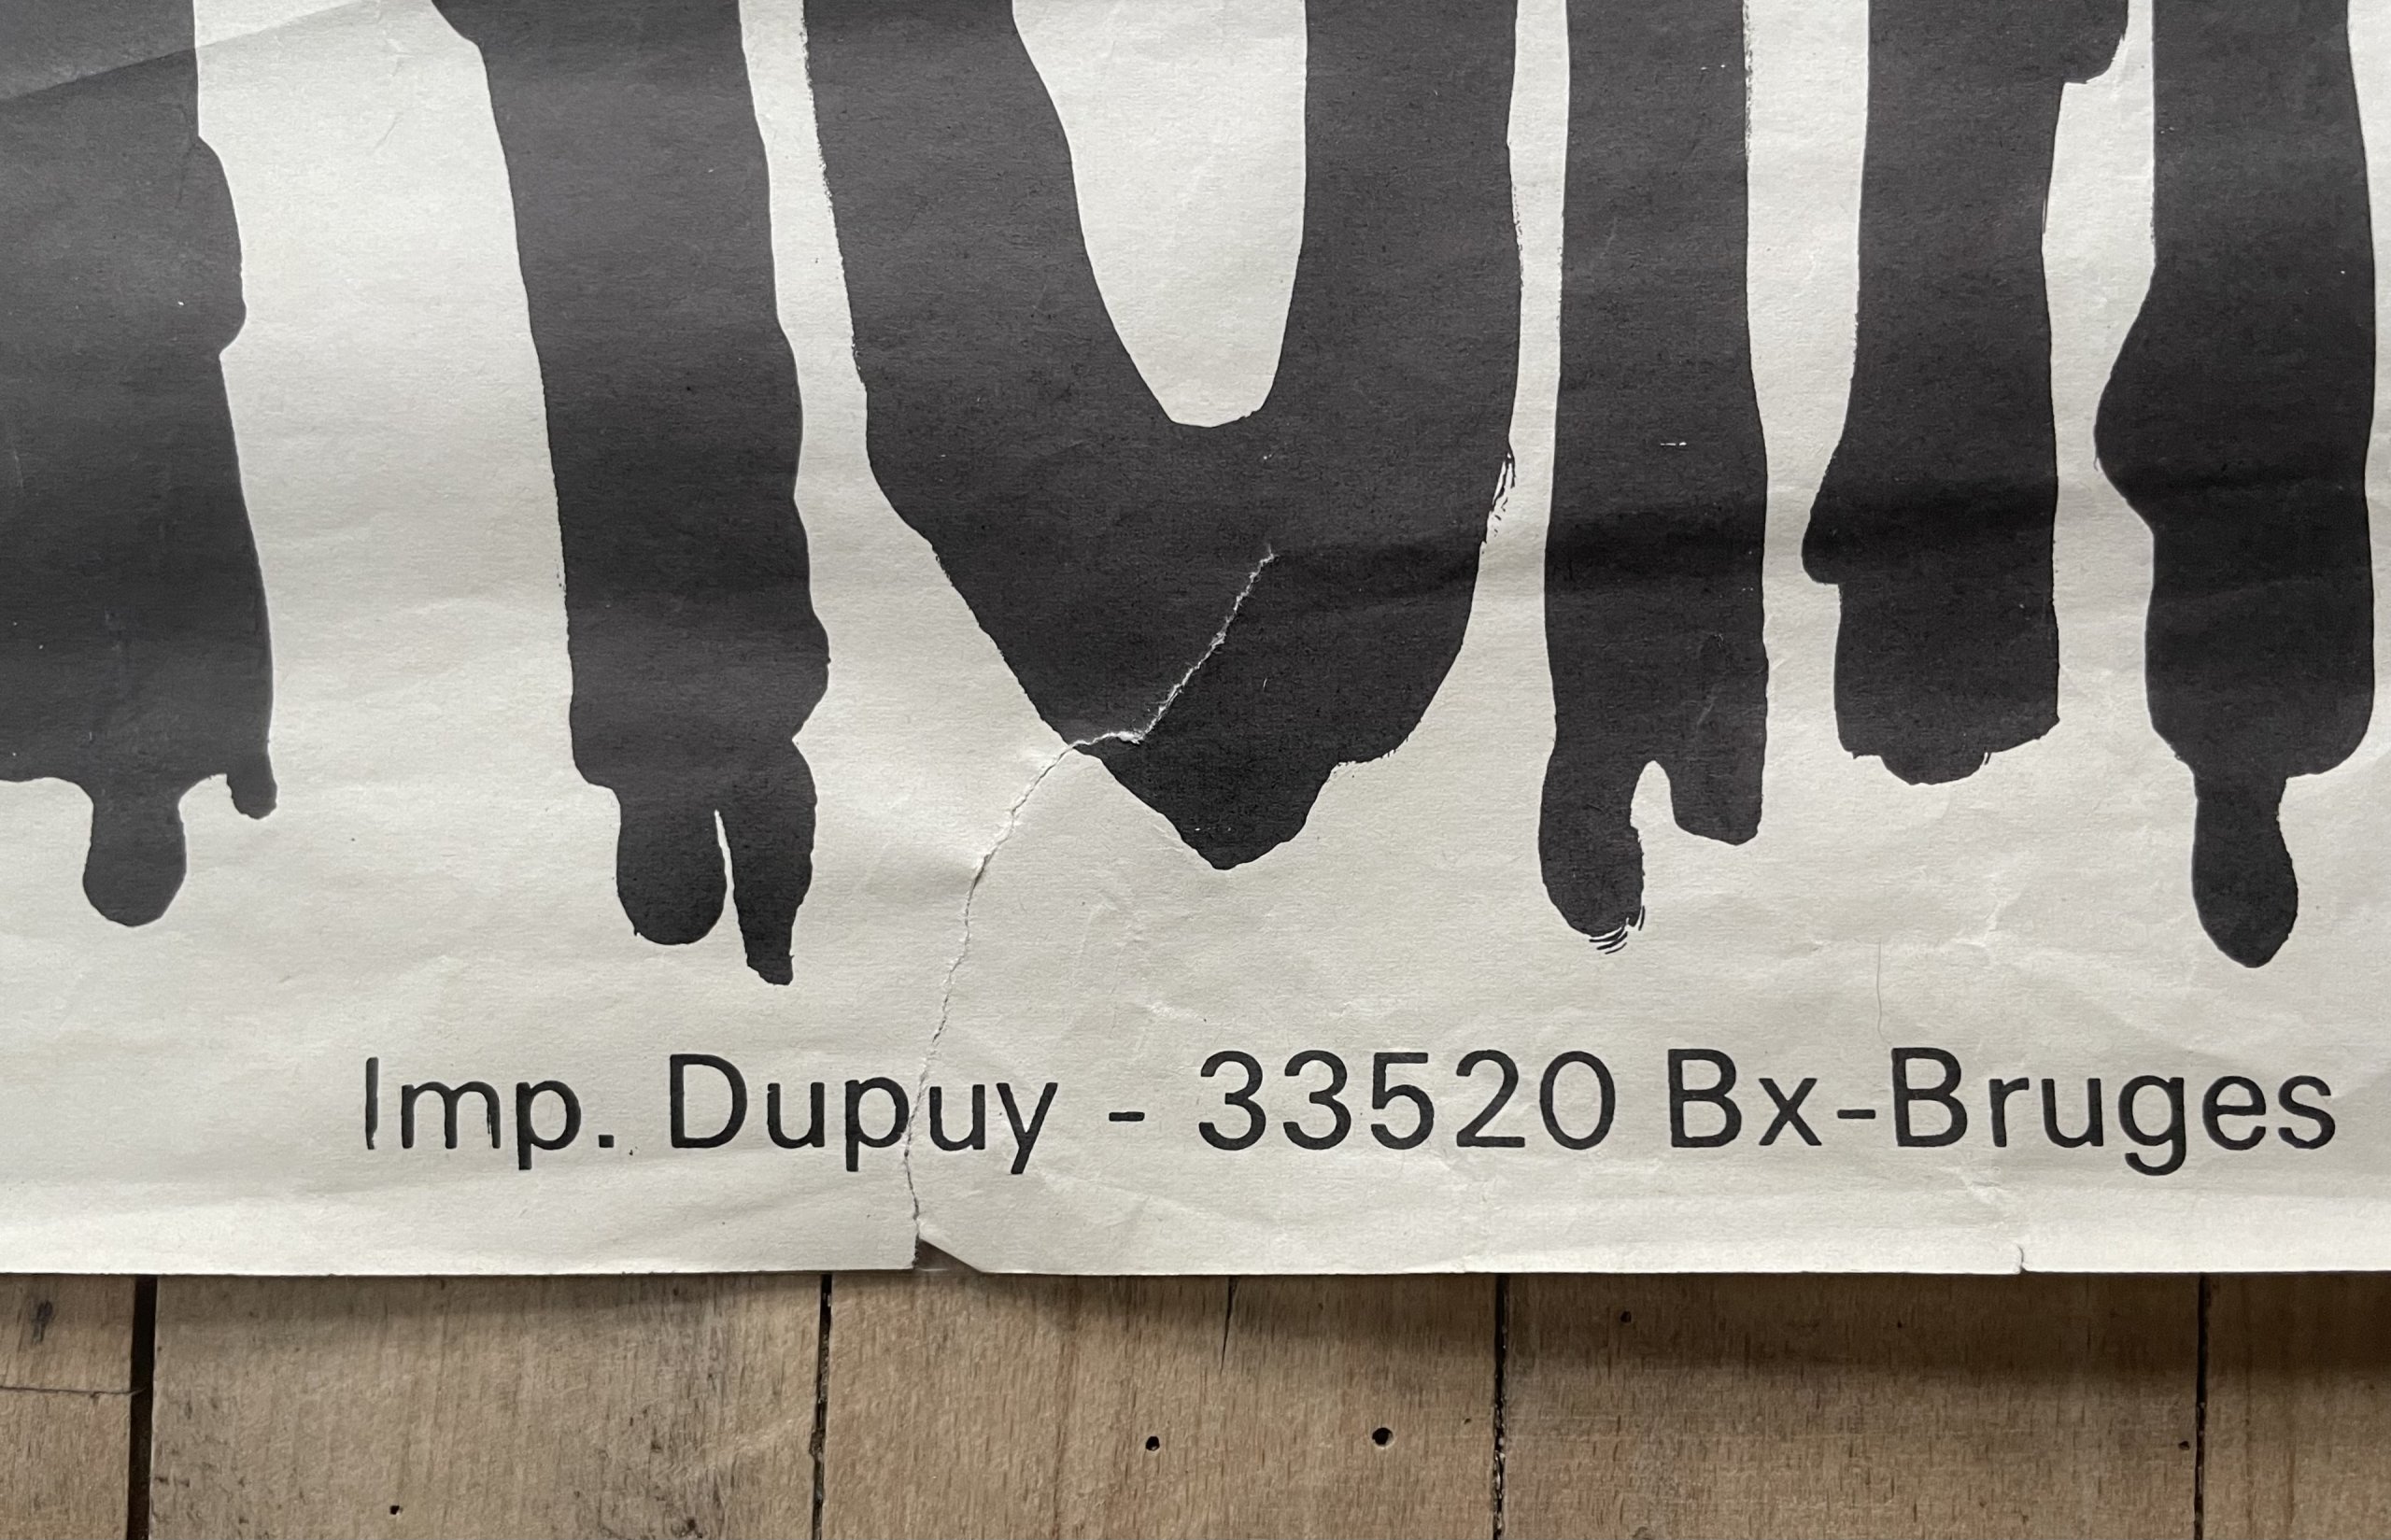 Imp. Dupuy - 33520 Bx-Bruges